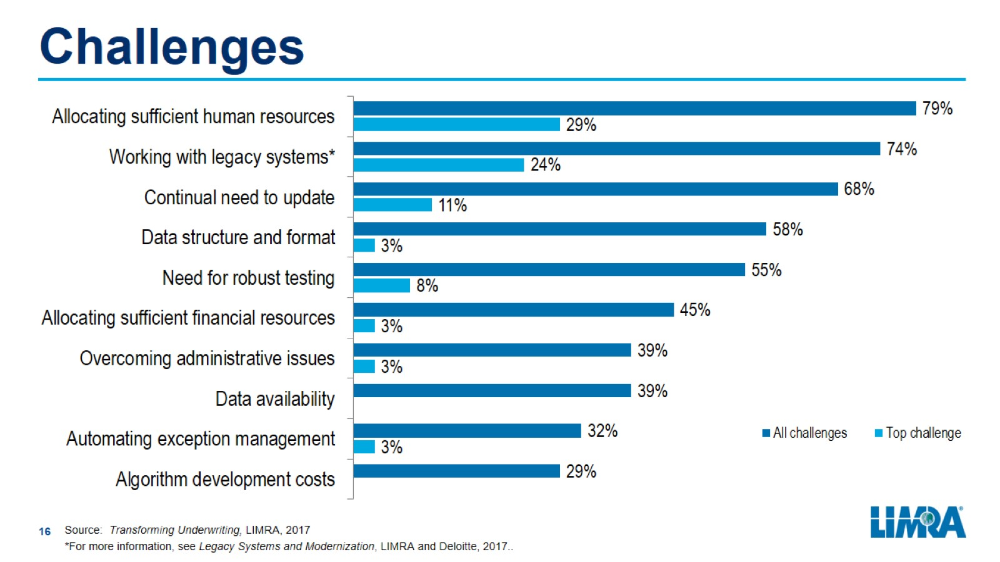 Challenges
Allocating sufficient human resources
79%
29%
Working with legacy systems*
74%
24%
Continual need to update
68%
11%
Data structure and format
58%
3%
Need for robust testing
55%
8%
Allocating sufficient financial resources
45%
3%
Overcoming administrative issues
39%
3%
Data availability
39%
Automating exception management
32%
3%
All challenges
Top challenge
Algorithm development costs
29%
LIMRA®
16
Source: Transforming Underwriting, LIMRA, 2017
*For more information, see Legacy Systems and Modernization, LIMRA and Deloitte, 2017..